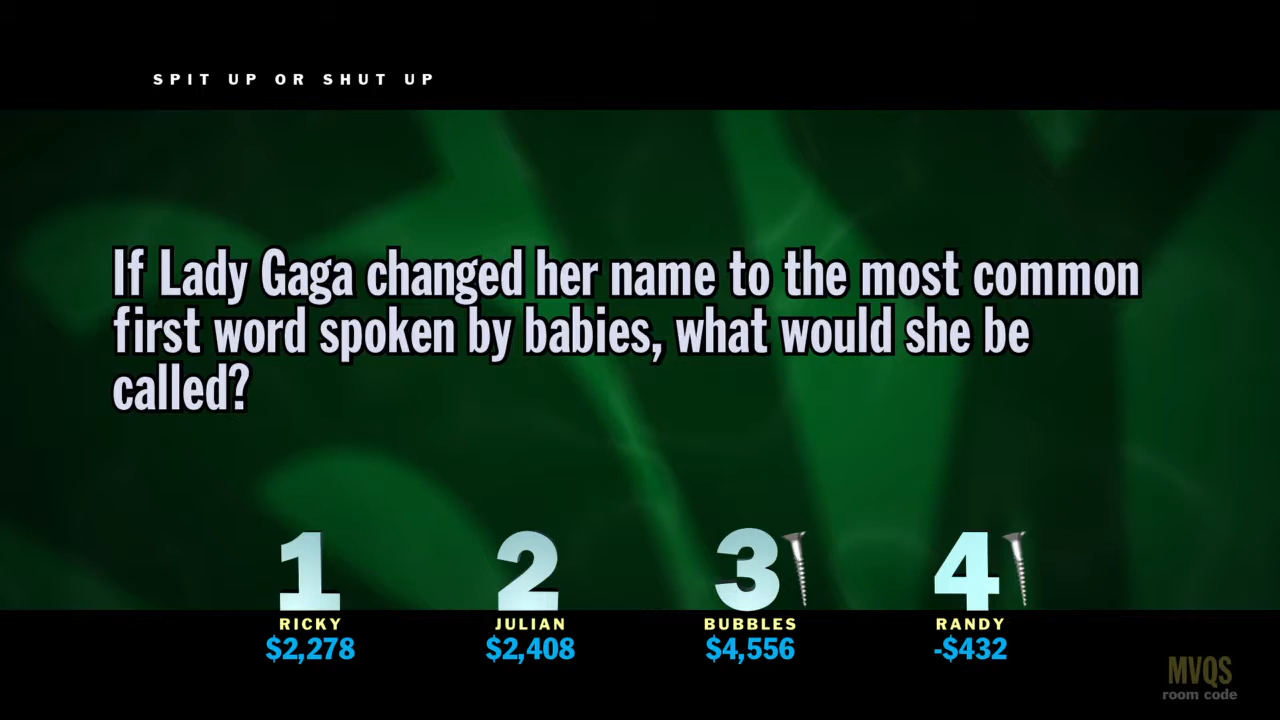 SPIT UP OR SHUT UP
If Lady Gaga changed her name to the most common
first word spoken by babies, what would she be
called?
1 2 3 4
RICKY JULIAN BUBBLES RANDY
$2,278 $2,408 $4,556 -$432
MVQS
room code